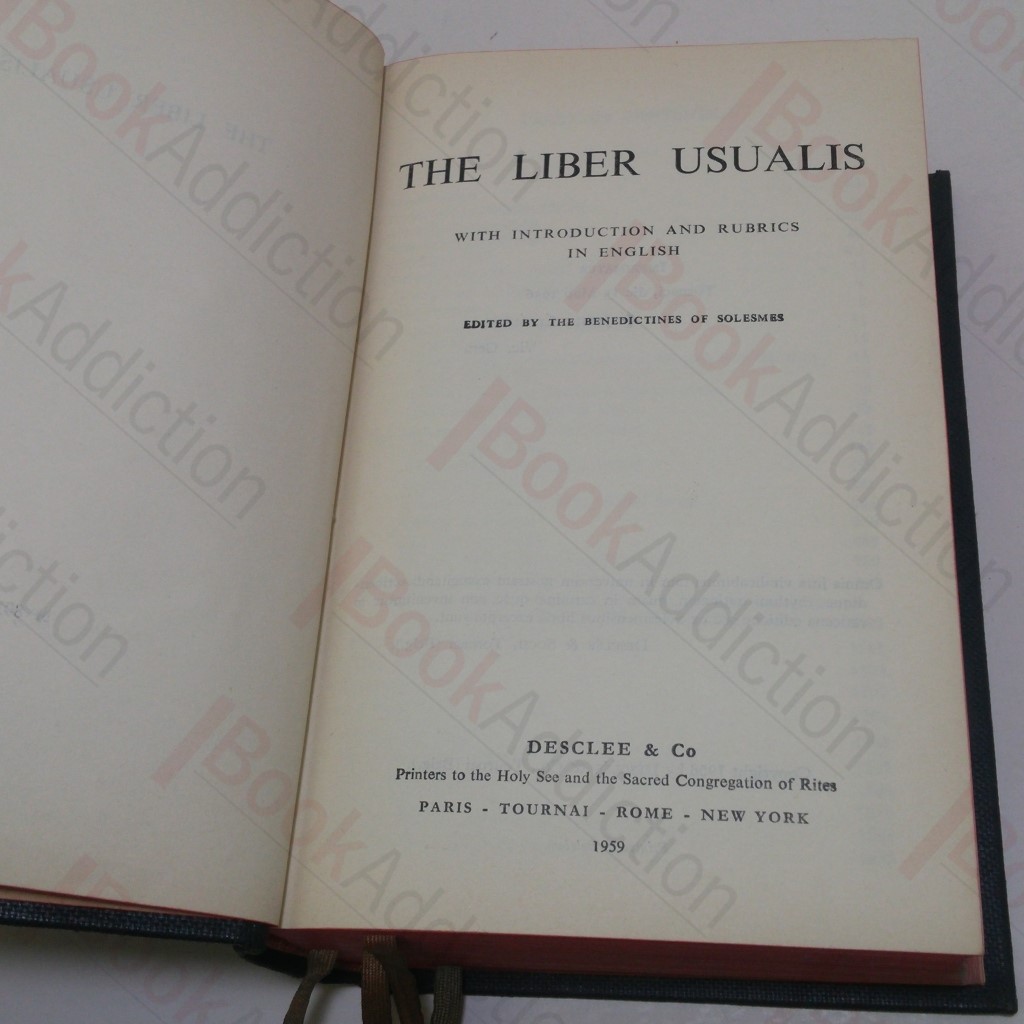 THE LIBER USUALIS
WITH INTRODUCTION AND RUBRICS
IN ENGLISH
EDITED BY THE BENEDICTINES OF SOLESMES
DESCLEE & Co
Printers to the Holy See and the Sacred Congregation of Rites
PARIS - TOURNAI - ROME - NEW YORK
1959
BookAddiction